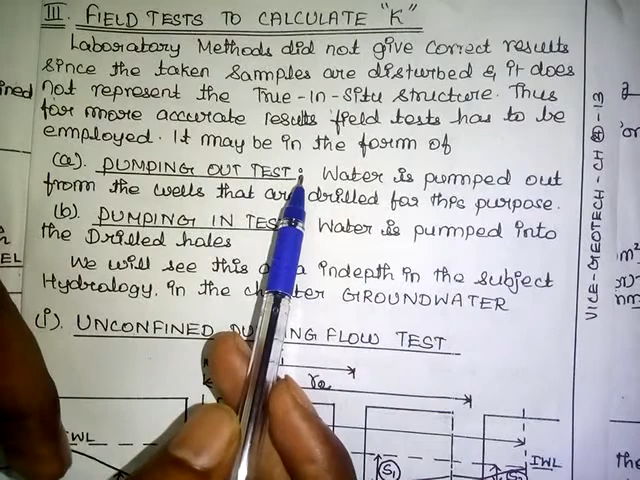 III. FIELD TESTS TO CALCULATE "K"
Laboratory Methods did not give correct results
since the taken samples are disturbed & it does
not represent the True-In-Situ structure. Thus
for more accurate results field tests has to be
employed. It may be in the form of
(a). PUMPING OUT TEST: Water is pumped out
from the wells that are drilled for this purpose.
(b). PUMPING IN TEST Water is pumped into
the Drilled holes
We will see this a indepth in the subject
Hydrology, in the GROUNDWATER
(i). UNCONFINED FLOW TEST
IWL
S1
IWL
VICE-GEOTECH-CH-13
m²
the